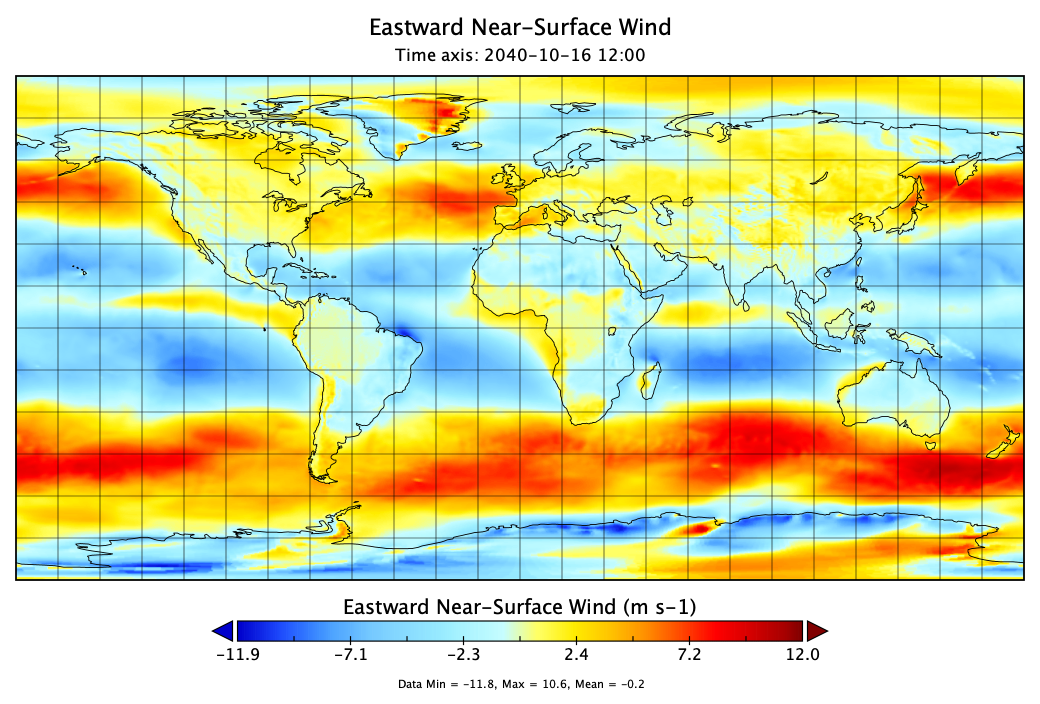 Eastward Near–Surface Wind
Time axis: 2040–10–16 12:00
Eastward Near–Surface Wind (m s–1)
−11.9 −7.1 −2.3 2.4 7.2 12.0
Data Min = −11.8, Max = 10.6, Mean = −0.2